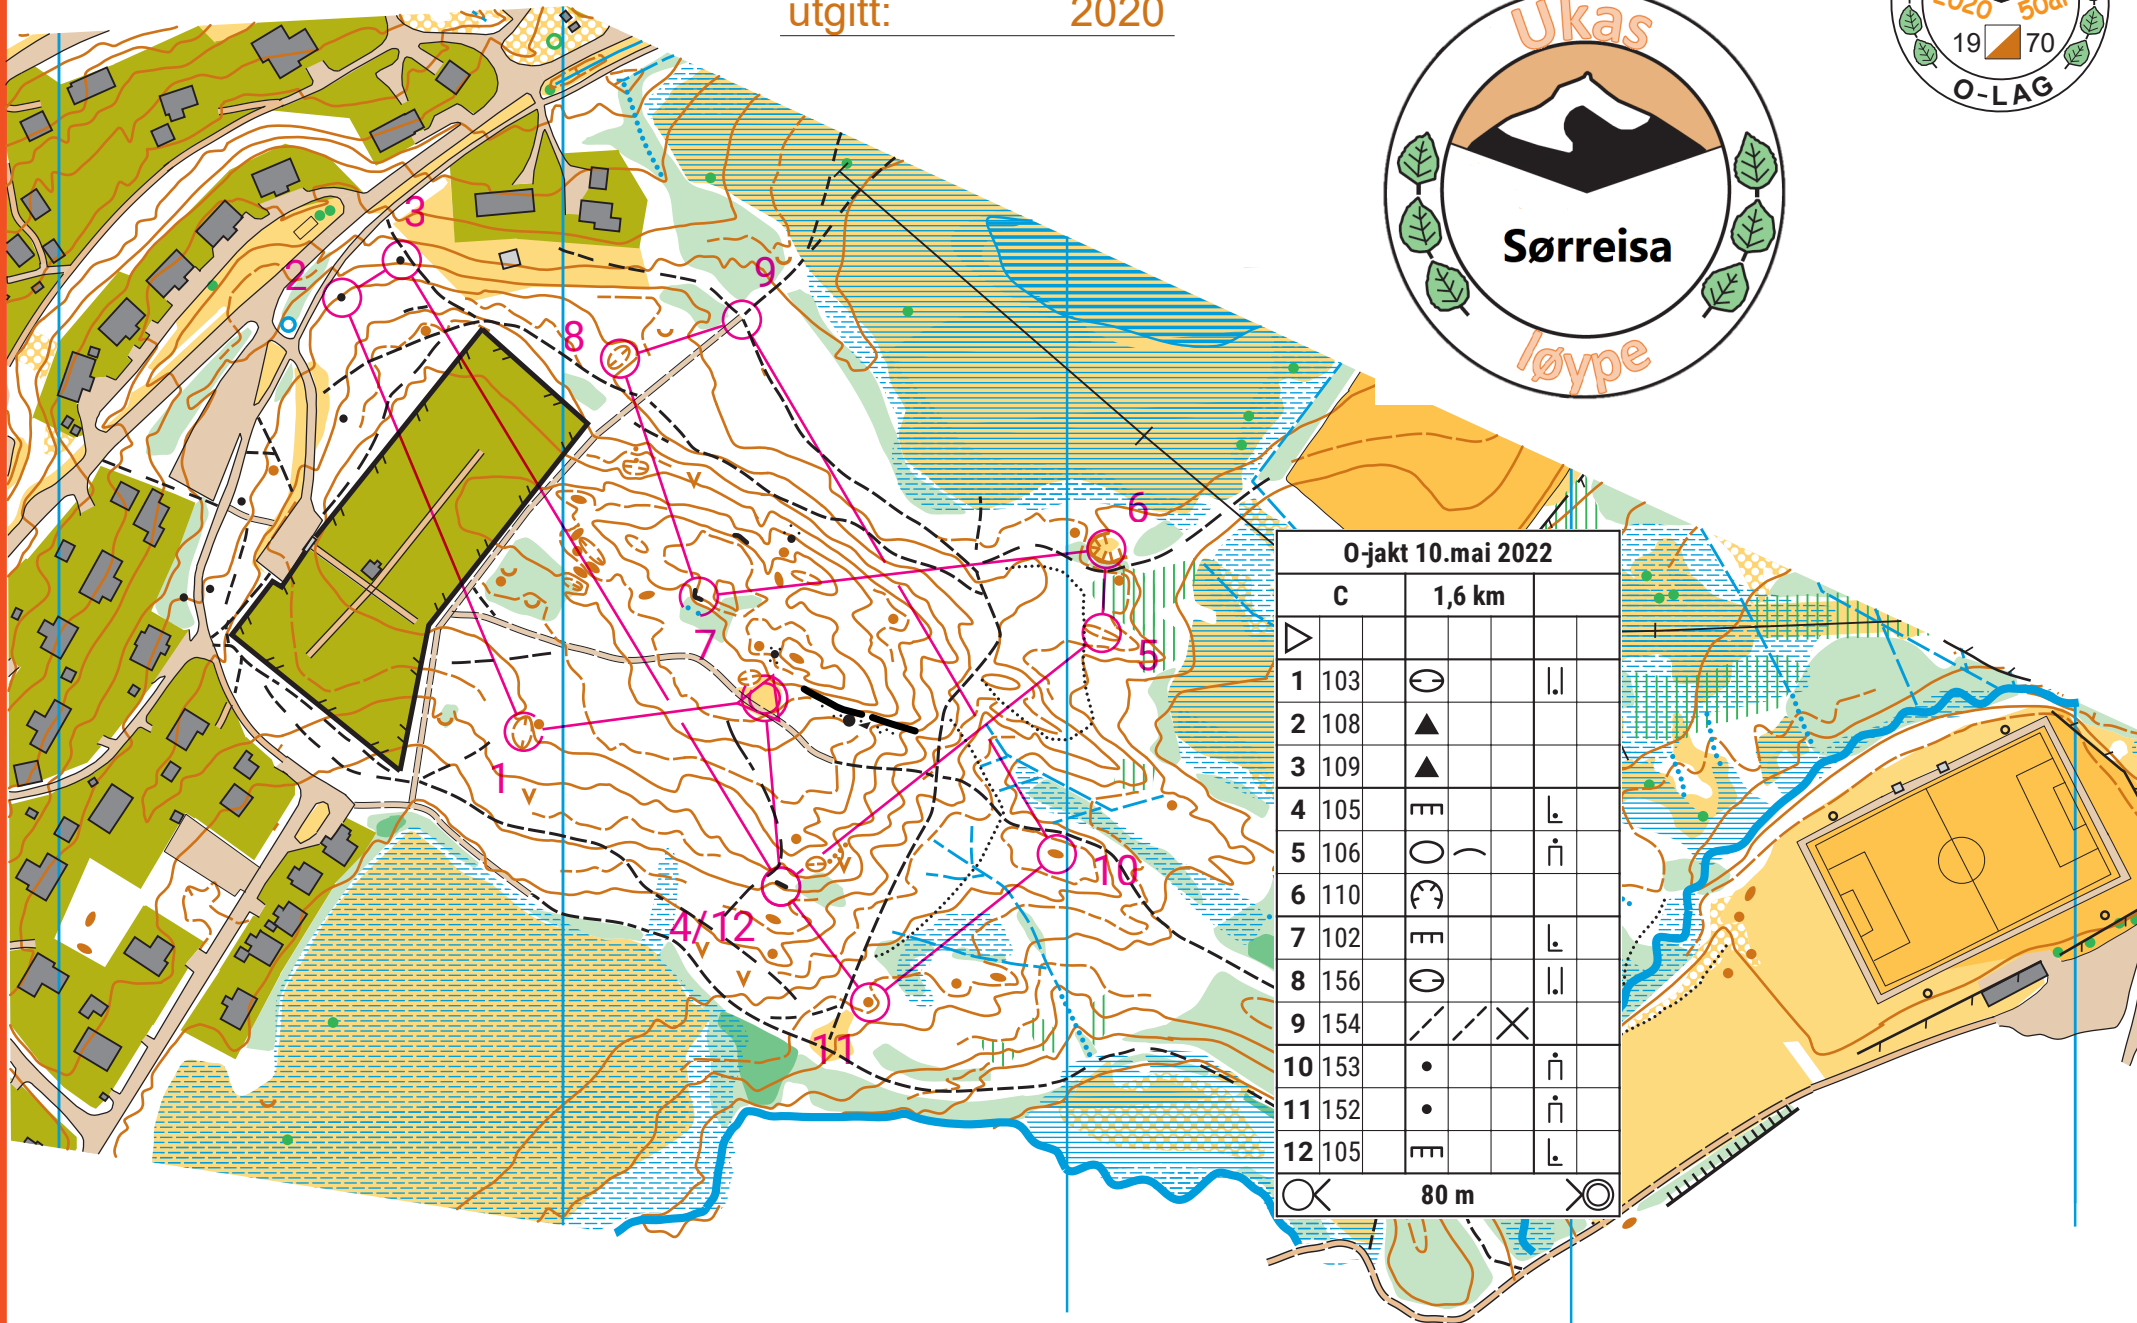 utgitt: 2020
Ukas
Sørreisa
løype
2020 50år
19 70
O-LAG
3
2
9
8
6
7
5
1
10
4/12
11
O-jakt 10.mai 2022
C 1,6 km
1 103
2 108
3 109
4 105
5 106
6 110
7 102
8 156
9 154
10 153
11 152
12 105
80 m